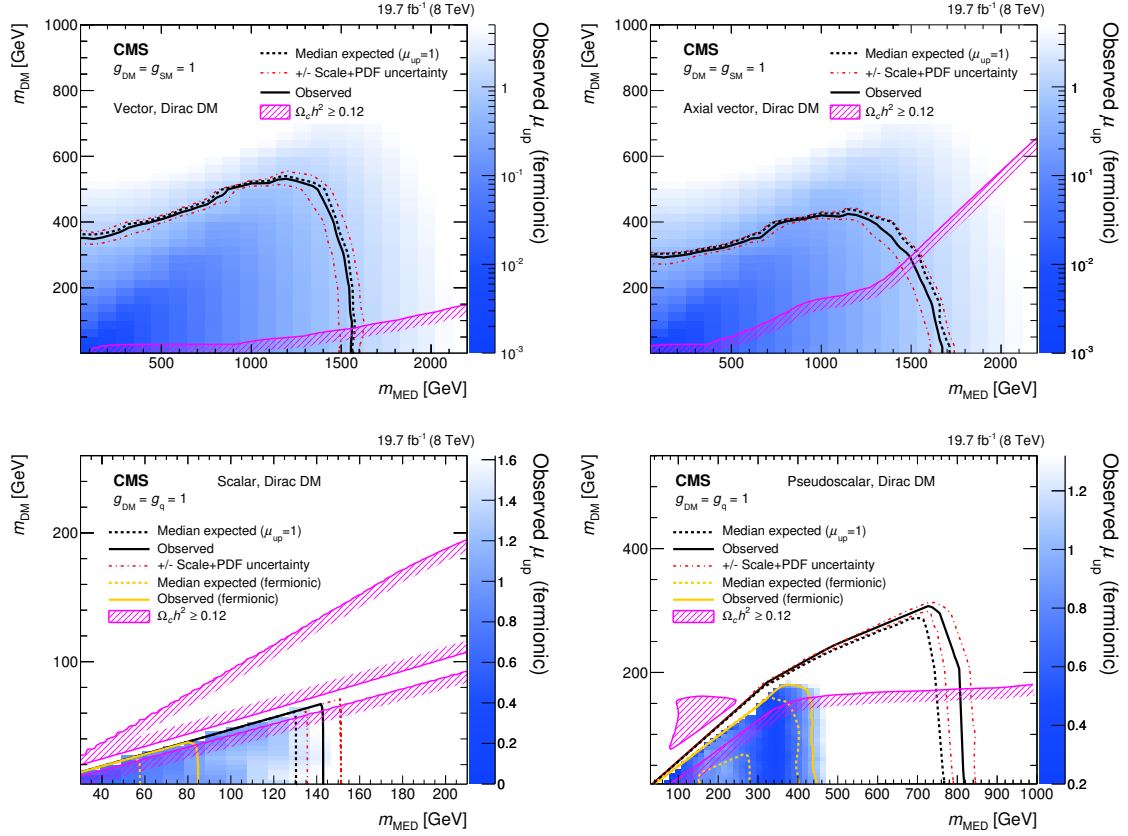 19.7 fb⁻¹ (8 TeV)
CMS
g_DM = g_SM = 1
Vector, Dirac DM
Median expected (μ_up=1)
+/- Scale+PDF uncertainty
Observed
Ω_c h² ≥ 0.12
m_DM [GeV]
1000
800
600
400
200
500 1000 1500 2000
m_MED [GeV]
1
10⁻¹
10⁻²
10⁻³
Observed μ_up (fermionic)
19.7 fb⁻¹ (8 TeV)
CMS
g_DM = g_SM = 1
Axial vector, Dirac DM
Median expected (μ_up=1)
+/- Scale+PDF uncertainty
Observed
Ω_c h² ≥ 0.12
m_DM [GeV]
1000
800
600
400
200
500 1000 1500 2000
m_MED [GeV]
1
10⁻¹
10⁻²
10⁻³
Observed μ_up (fermionic)
19.7 fb⁻¹ (8 TeV)
CMS
Scalar, Dirac DM
g_DM = g_q = 1
Median expected (μ_up=1)
Observed
+/- Scale+PDF uncertainty
Median expected (fermionic)
Observed (fermionic)
Ω_c h² ≥ 0.12
m_DM [GeV]
200
100
40 60 80 100 120 140 160 180 200
m_MED [GeV]
1.6
1.4
1.2
1
0.8
0.6
0.4
0.2
0
Observed μ_up (fermionic)
19.7 fb⁻¹ (8 TeV)
CMS
Pseudoscalar, Dirac DM
g_DM = g_q = 1
Median expected (μ_up=1)
Observed
+/- Scale+PDF uncertainty
Median expected (fermionic)
Observed (fermionic)
Ω_c h² ≥ 0.12
m_DM [GeV]
400
200
100 200 300 400 500 600 700 800 900 1000
m_MED [GeV]
1.2
1
0.8
0.6
0.4
0.2
Observed μ_up (fermionic)